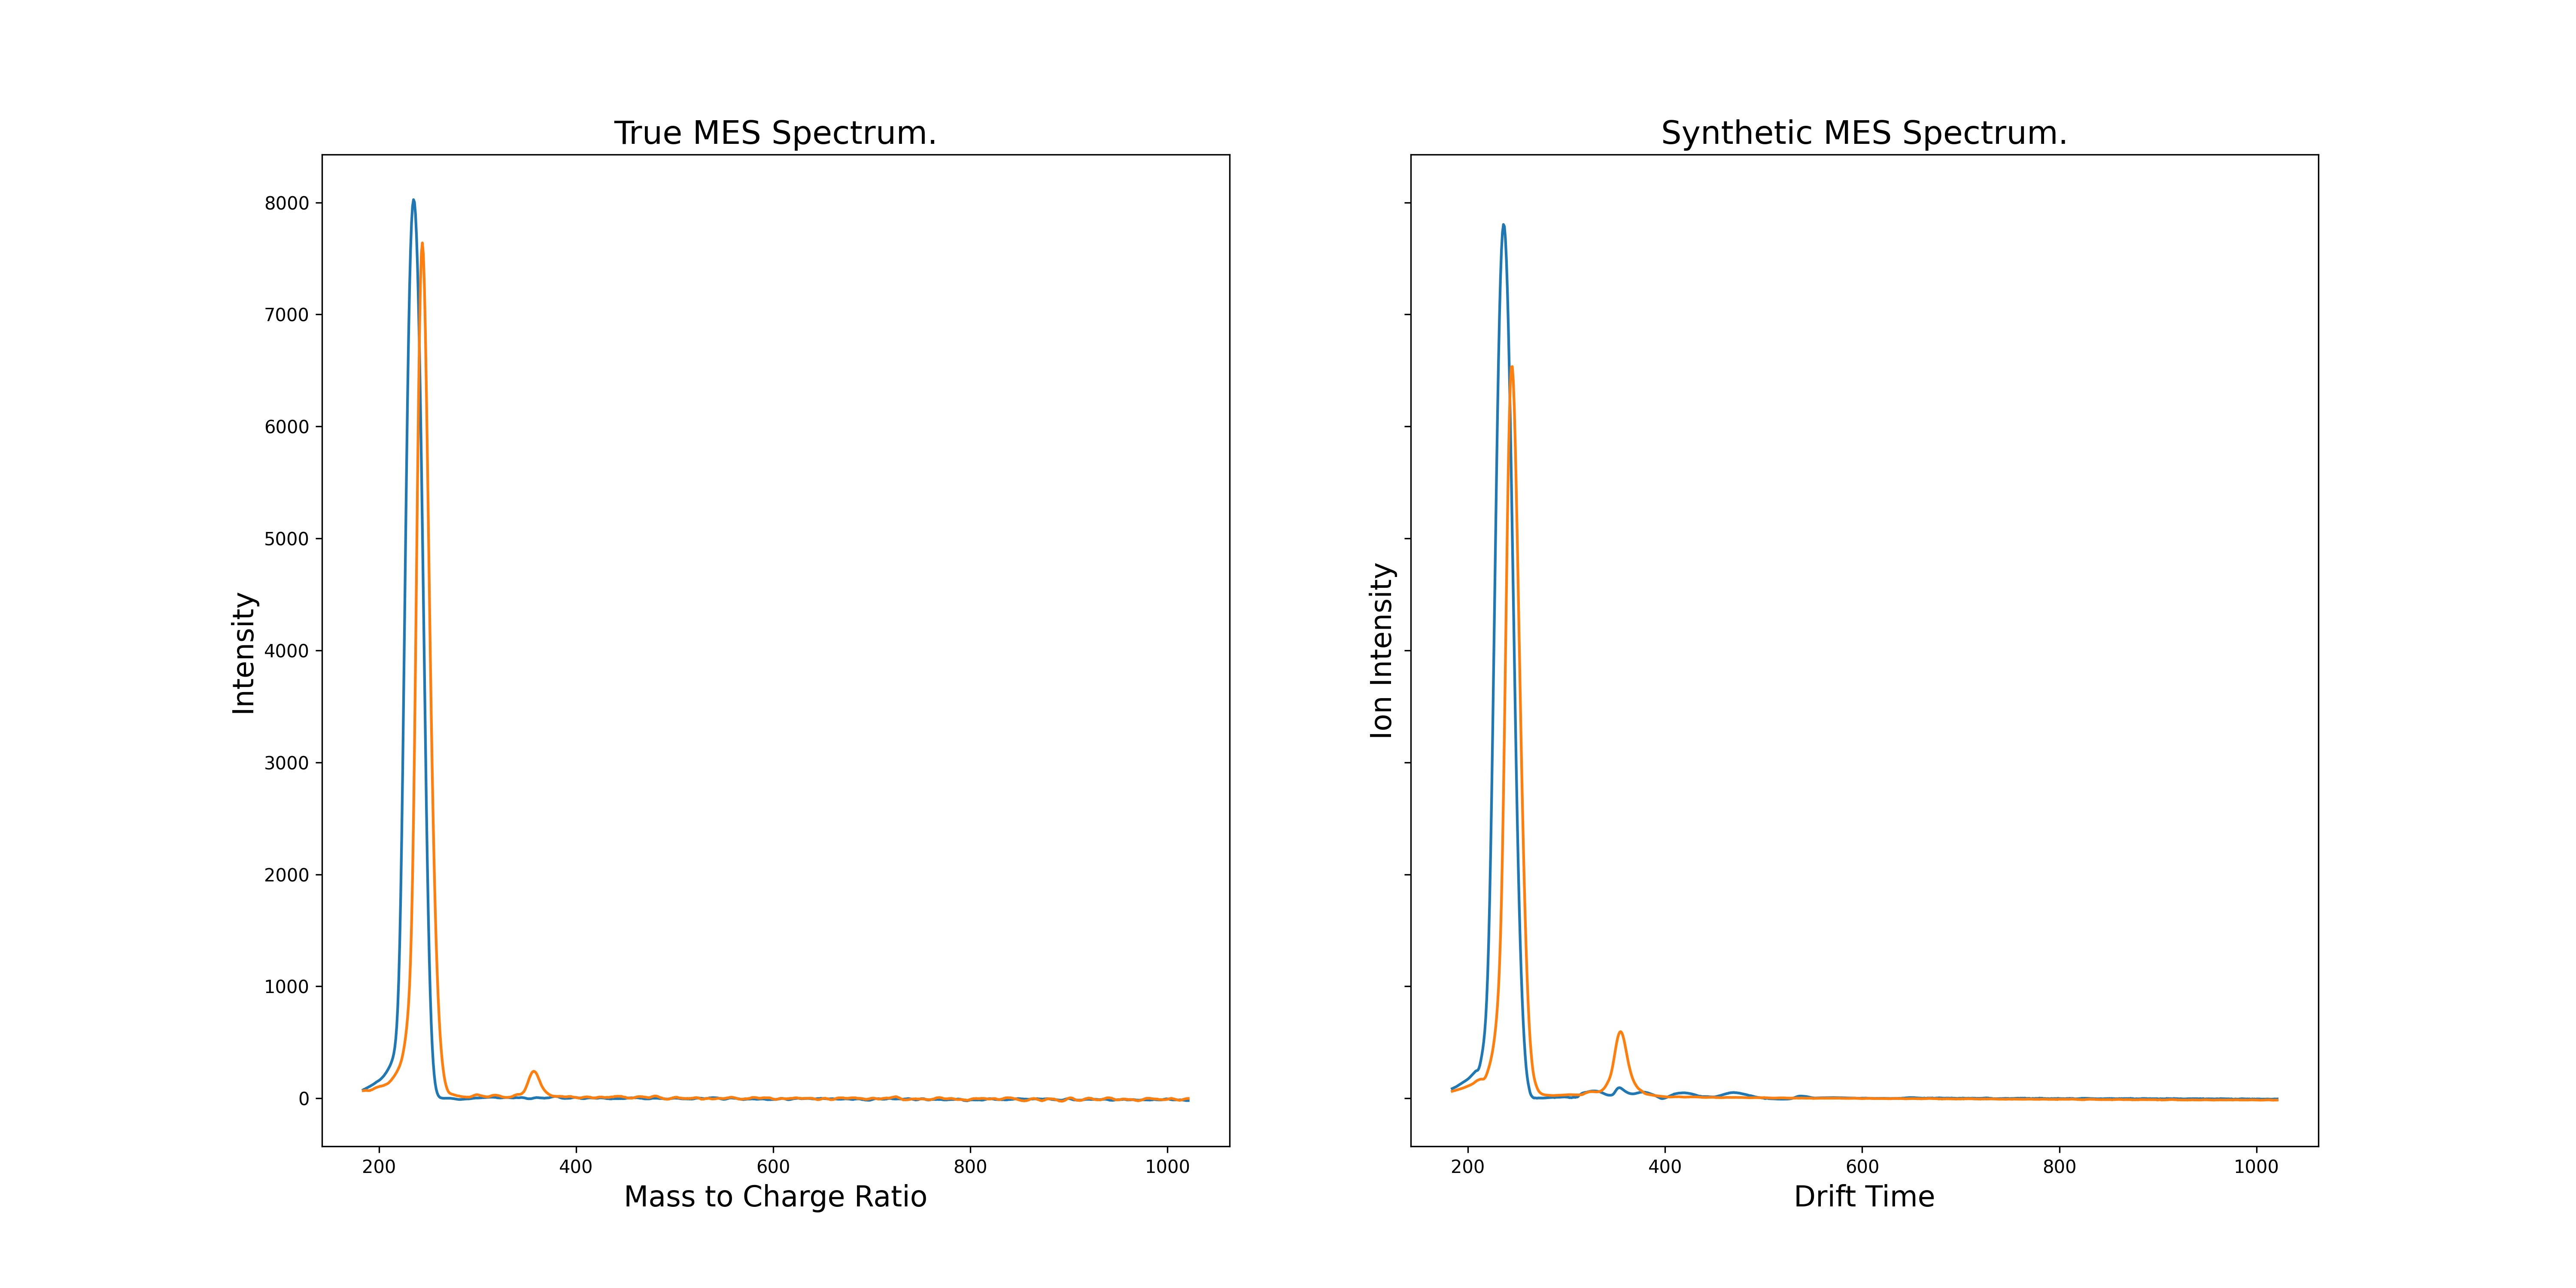 True MES Spectrum.
Intensity
8000
7000
6000
5000
4000
3000
2000
1000
0
200 400 600 800 1000
Mass to Charge Ratio
Synthetic MES Spectrum.
Ion Intensity
200 400 600 800 1000
Drift Time